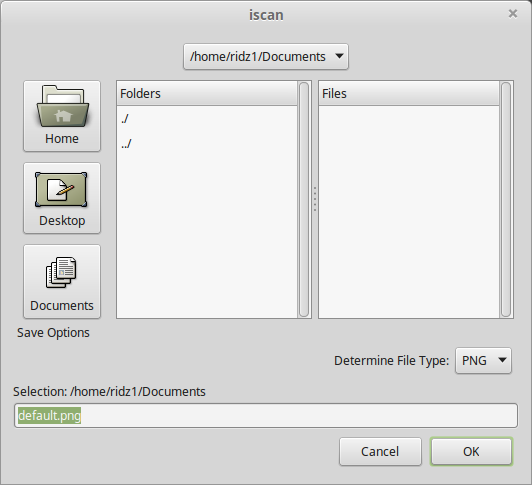 iscan
/home/ridz1/Documents
Home
Desktop
Documents
Folders
./
../
Files
Save Options
Determine File Type: PNG
Selection: /home/ridz1/Documents
default.png
Cancel OK